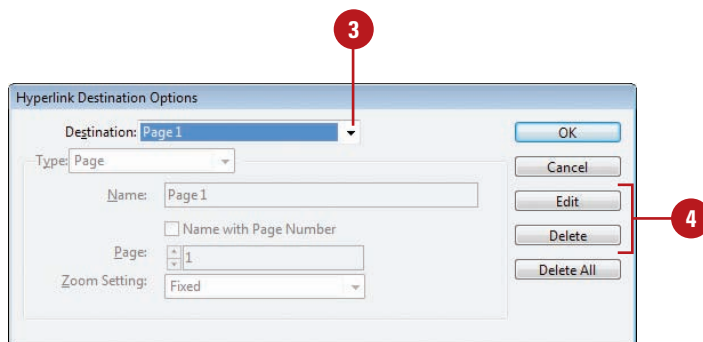 3
Hyperlink Destination Options
Destination: Page 1
OK
Type: Page
Cancel
Name: Page 1
Edit
4
Name with Page Number
Delete
Page: 1
Delete All
Zoom Setting: Fixed